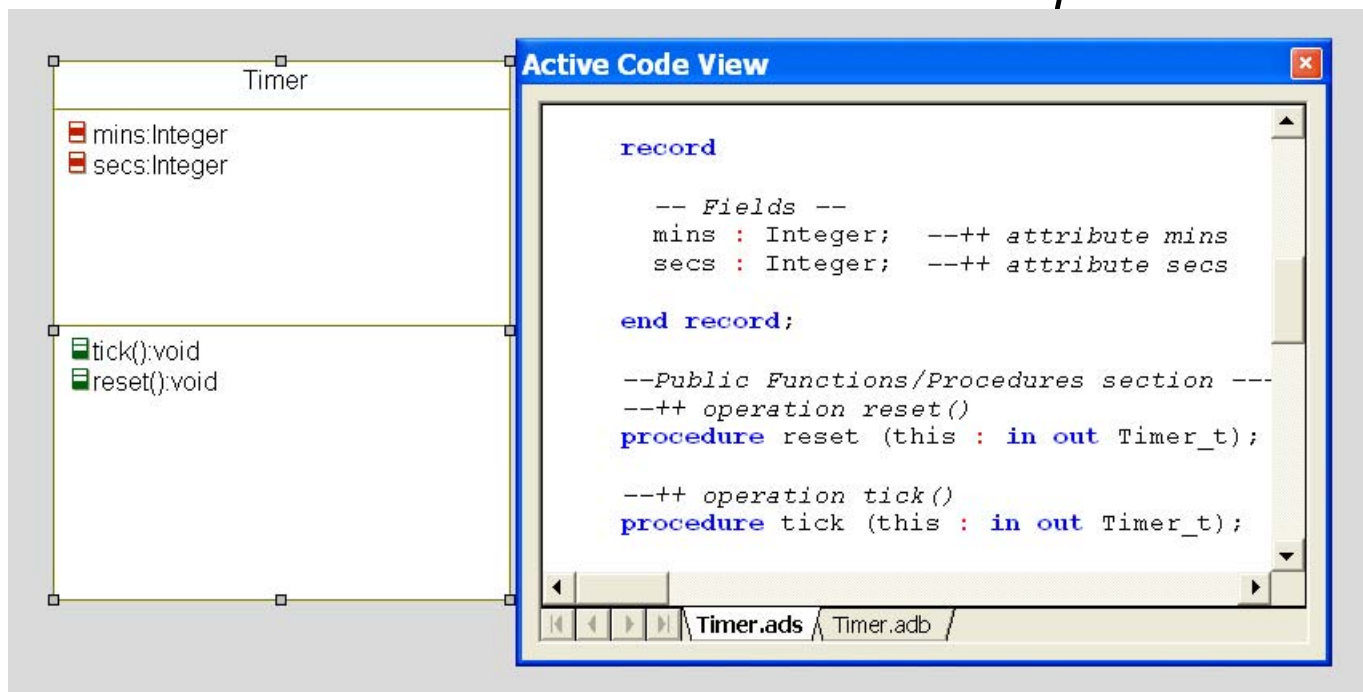 Timer
mins:Integer
secs:Integer
tick():void
reset():void
Active Code View
record
-- Fields --
mins : Integer;  --++ attribute mins
secs : Integer;  --++ attribute secs
end record;
--Public Functions/Procedures section ---
--++ operation reset()
procedure reset (this : in out Timer_t);
--++ operation tick()
procedure tick (this : in out Timer_t);
Timer.ads Timer.adb